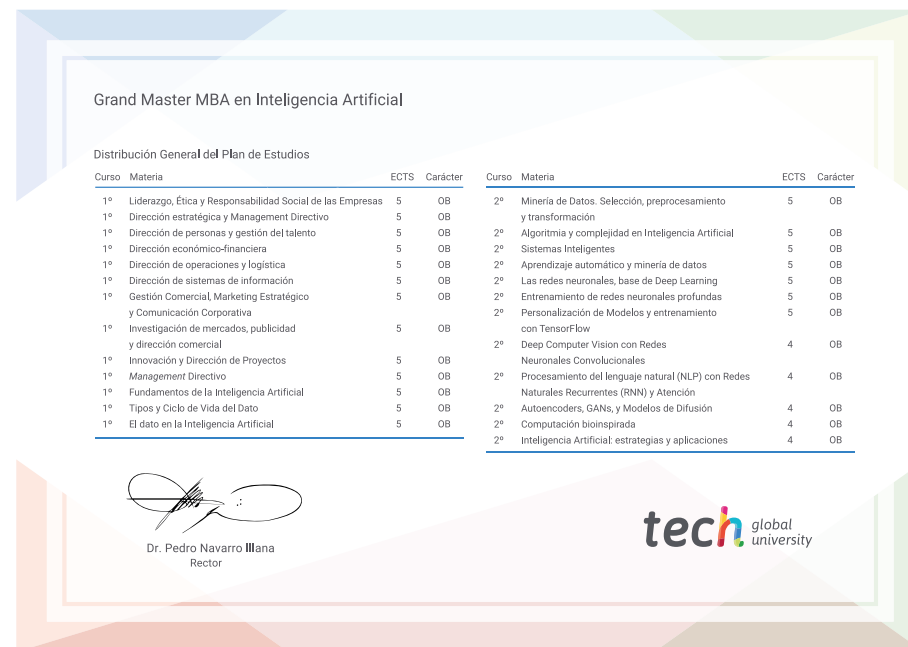 Grand Master MBA en Inteligencia Artificial
Distribución General del Plan de Estudios
Curso Materia ECTS Carácter
1º Liderazgo, Ética y Responsabilidad Social de las Empresas 5 OB
1º Dirección estratégica y Management Directivo 5 OB
1º Dirección de personas y gestión del talento 5 OB
1º Dirección económico-financiera 5 OB
1º Dirección de operaciones y logística 5 OB
1º Dirección de sistemas de información 5 OB
1º Gestión Comercial, Marketing Estratégico 5 OB
y Comunicación Corporativa
1º Investigación de mercados, publicidad 5 OB
y dirección comercial
1º Innovación y Dirección de Proyectos 5 OB
1º Management Directivo 5 OB
1º Fundamentos de la Inteligencia Artificial 5 OB
1º Tipos y Ciclo de Vida del Dato 5 OB
1º El dato en la Inteligencia Artificial 5 OB
Curso Materia ECTS Carácter
2º Minería de Datos. Selección, preprocesamiento 5 OB
y transformación
2º Algoritmia y complejidad en Inteligencia Artificial 5 OB
2º Sistemas Inteligentes 5 OB
2º Aprendizaje automático y minería de datos 5 OB
2º Las redes neuronales, base de Deep Learning 5 OB
2º Entrenamiento de redes neuronales profundas 5 OB
2º Personalización de Modelos y entrenamiento 5 OB
con TensorFlow
2º Deep Computer Vision con Redes 4 OB
Neuronales Convolucionales
2º Procesamiento del lenguaje natural (NLP) con Redes 4 OB
Naturales Recurrentes (RNN) y Atención
2º Autoencoders, GANs, y Modelos de Difusión 4 OB
2º Computación bioinspirada 4 OB
2º Inteligencia Artificial: estrategias y aplicaciones 4 OB
Dr. Pedro Navarro Illana
Rector
tech global
university